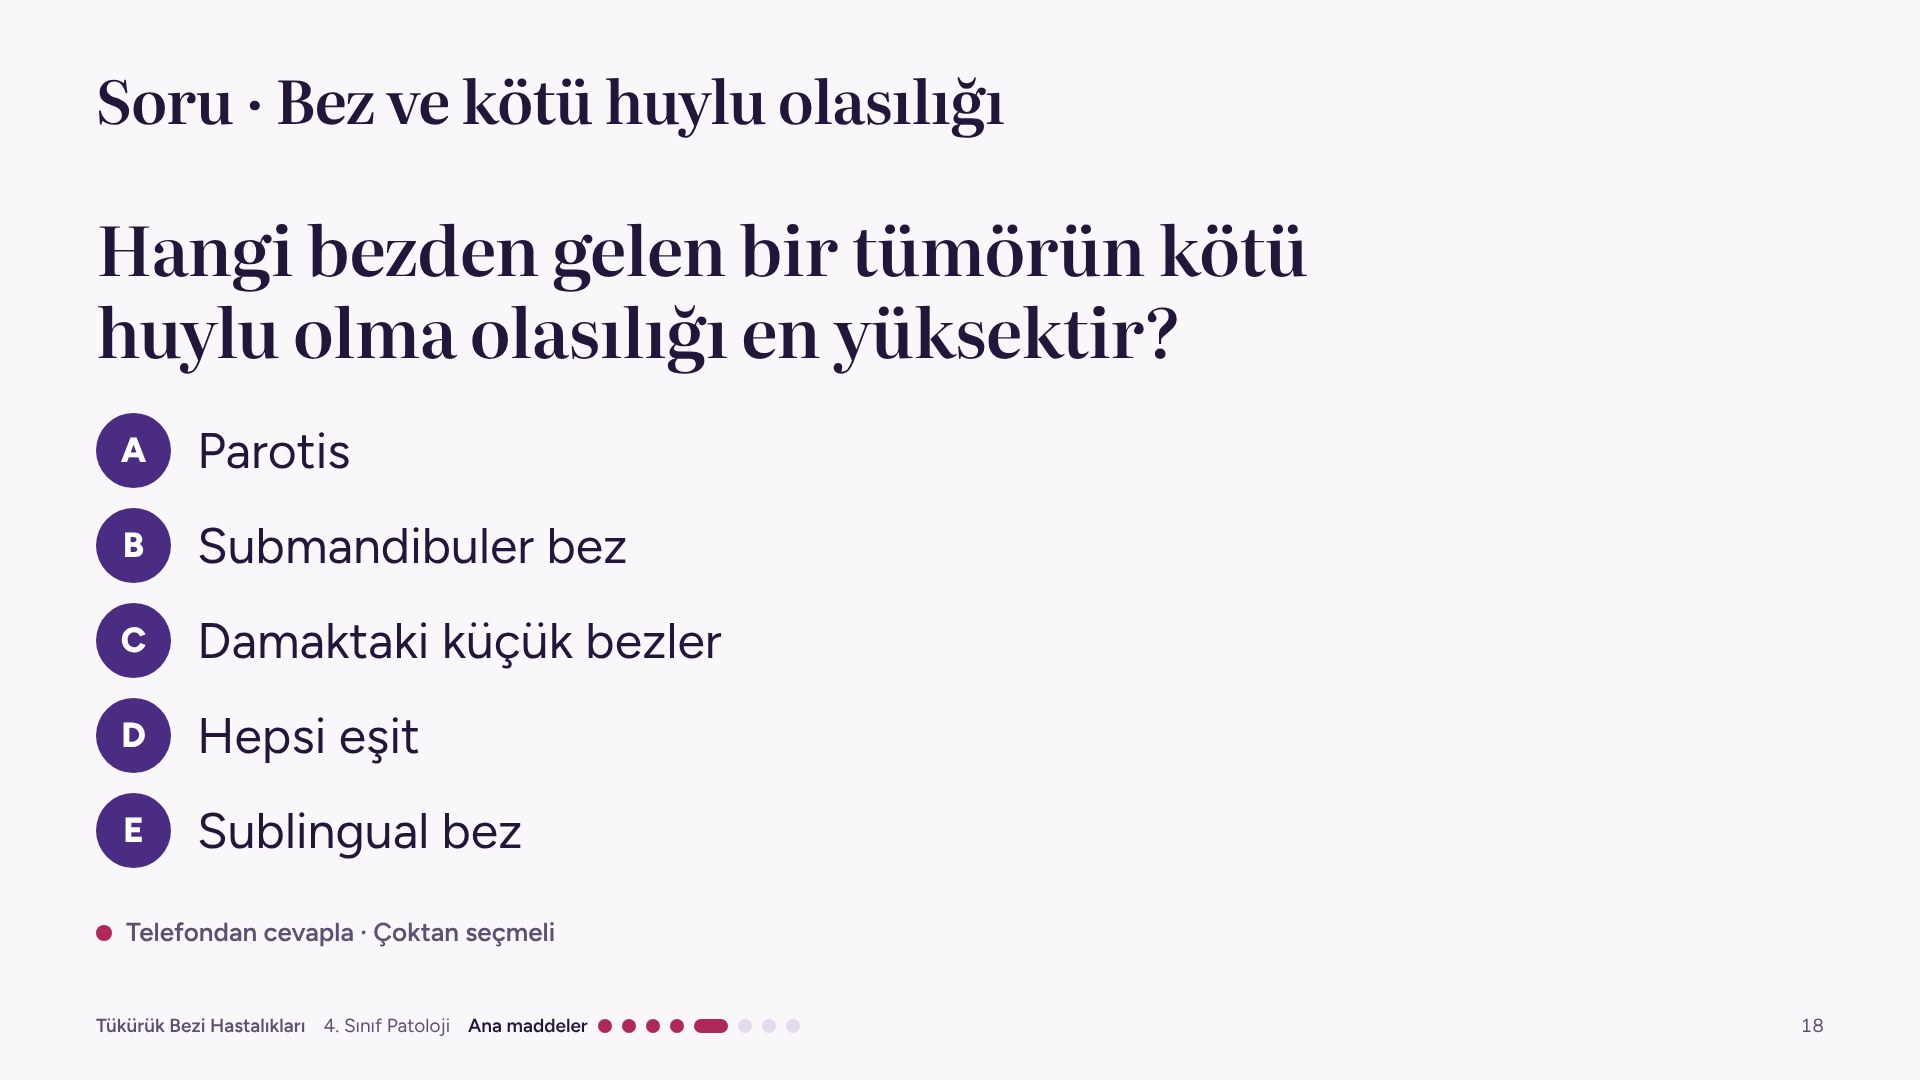 Soru · Bez ve kötü huylu olasılığı
Hangi bezden gelen bir tümörün kötü
huylu olma olasılığı en yüksektir?
A Parotis
B Submandibuler bez
C Damaktaki küçük bezler
D Hepsi eşit
E Sublingual bez
Telefondan cevapla · Çoktan seçmeli
Tükürük Bezi Hastalıkları 4. Sınıf Patoloji Ana maddeler 18